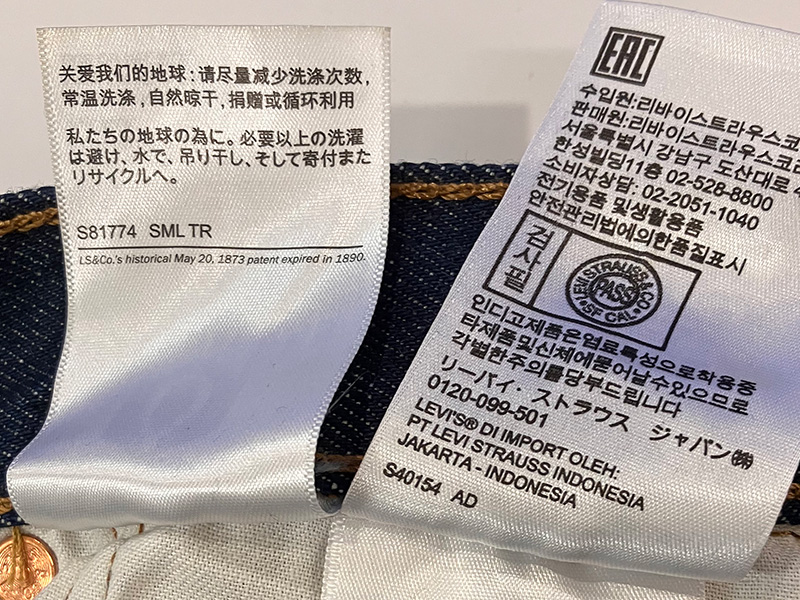 关爱我们的地球：请尽量减少洗涤次数，
常温洗涤，自然晾干，捐赠或循环利用
私たちの地球の為に。必要以上の洗濯
は避け、水で、吊り干し、そして寄付また
リサイクルへ。
S81774 SML TR
LS&Co.'s historical May 20, 1873 patent expired in 1890.
EAC
수입원:리바이스트라우스코
판매원:리바이스트라우스코리
서울특별시 강남구 도산대로
한성빌딩11층 02-528-8800
소비자상담: 02-2051-1040
전기용품 및생활용품
안전관리법에의한품질표시
검사필
LEVI STRAUSS & CO
PASS
SF CAL.
인디고제품은염료특성으로착용중
타제품및신체에묻어날수있으므로
각별한주의를당부드립니다
リーバイ・ストラウス ジャパン㈱
0120-099-501
LEVI'S® DI IMPORT OLEH:
PT LEVI STRAUSS INDONESIA
JAKARTA - INDONESIA
S40154 AD